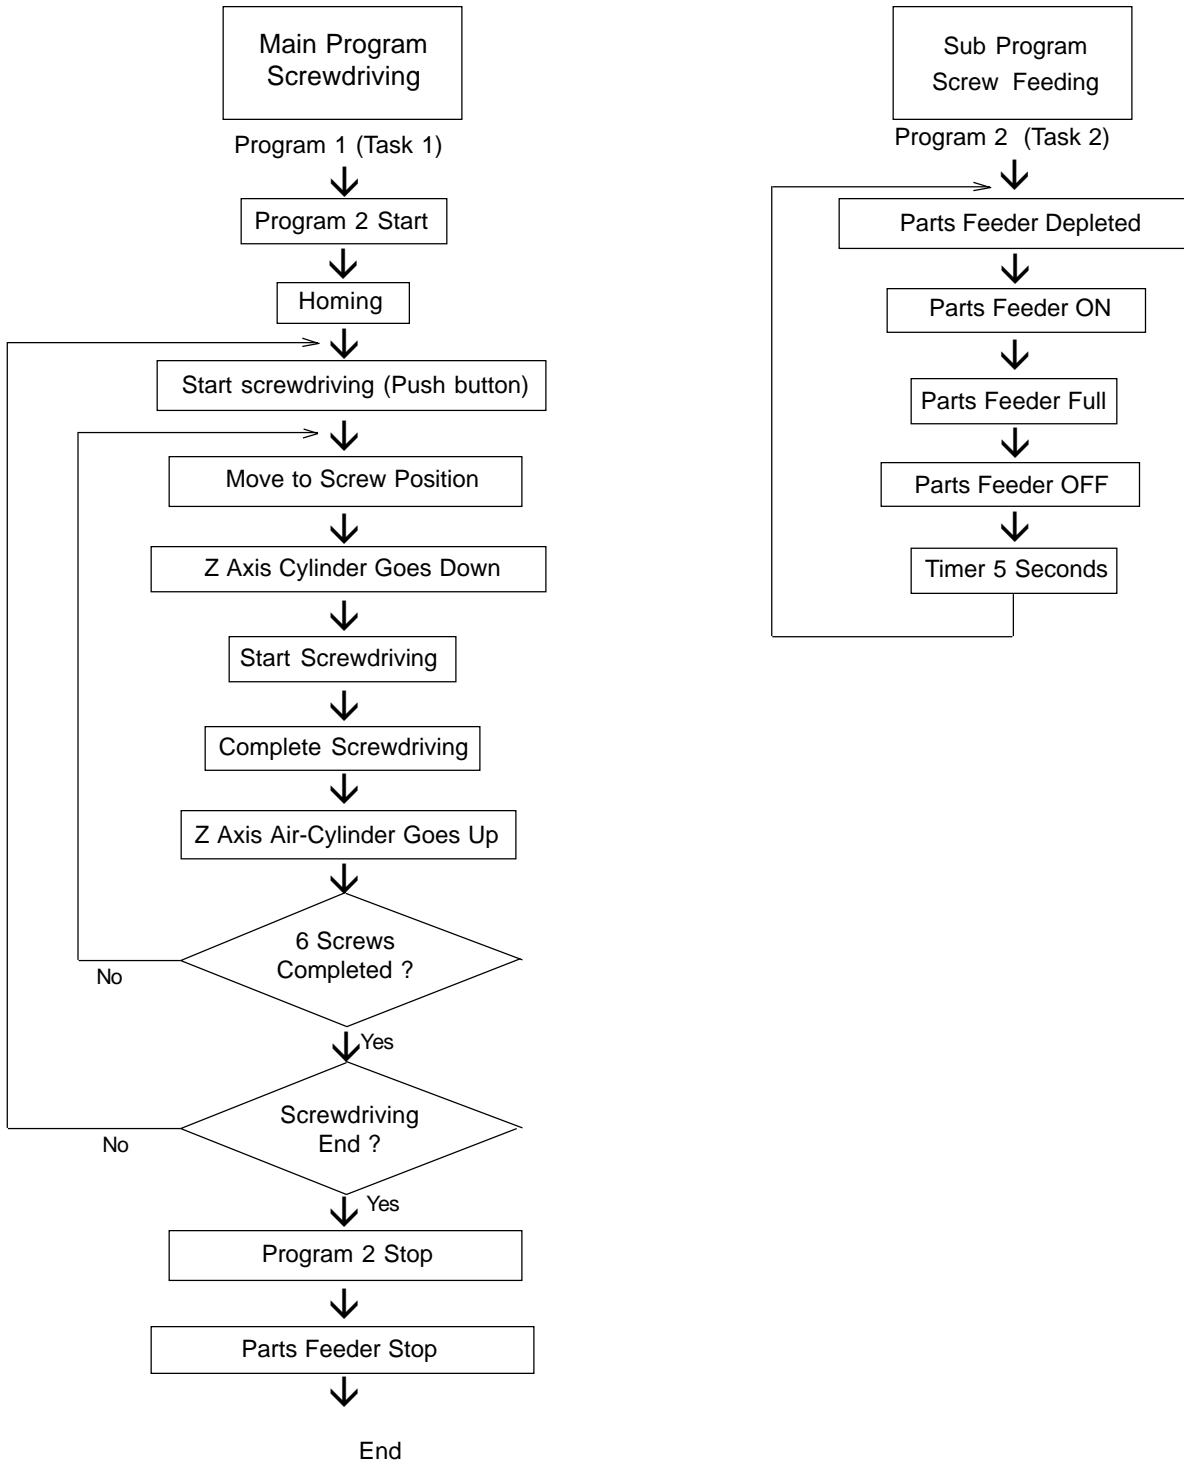 Main Program
Screwdriving
Program 1 (Task 1)
Program 2 Start
Homing
Start screwdriving (Push button)
Move to Screw Position
Z Axis Cylinder Goes Down
Start Screwdriving
Complete Screwdriving
Z Axis Air-Cylinder Goes Up
6 Screws
Completed ?
No
Yes
Screwdriving
End ?
No
Yes
Program 2 Stop
Parts Feeder Stop
End
Sub Program
Screw Feeding
Program 2 (Task 2)
Parts Feeder Depleted
Parts Feeder ON
Parts Feeder Full
Parts Feeder OFF
Timer 5 Seconds